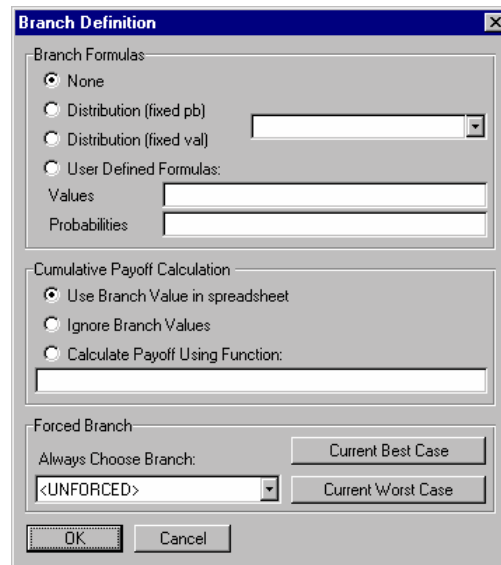 Branch Definition
Branch Formulas
None
Distribution (fixed pb)
Distribution (fixed val)
User Defined Formulas:
Values
Probabilities
Cumulative Payoff Calculation
Use Branch Value in spreadsheet
Ignore Branch Values
Calculate Payoff Using Function:
Forced Branch
Always Choose Branch:
Current Best Case
<UNFORCED>
Current Worst Case
OK
Cancel